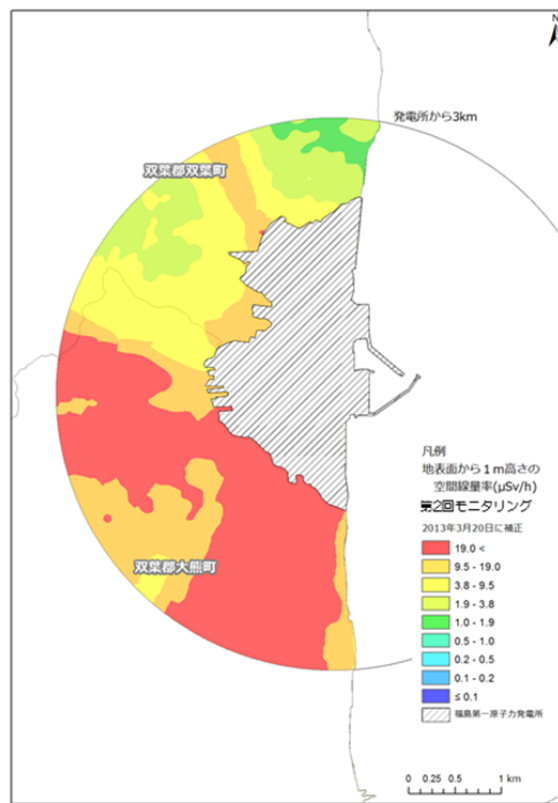 N
発電所から3km
双葉郡双葉町
凡例
地表面から1m高さの
空間線量率(μSv/h)
第2回モニタリング
2013年3月20日に補正
19.0 <
9.5 - 19.0
3.8 - 9.5
1.9 - 3.8
1.0 - 1.9
0.5 - 1.0
0.2 - 0.5
0.1 - 0.2
≤ 0.1
福島第一原子力発電所
双葉郡大熊町
0 0.25 0.5 1 km